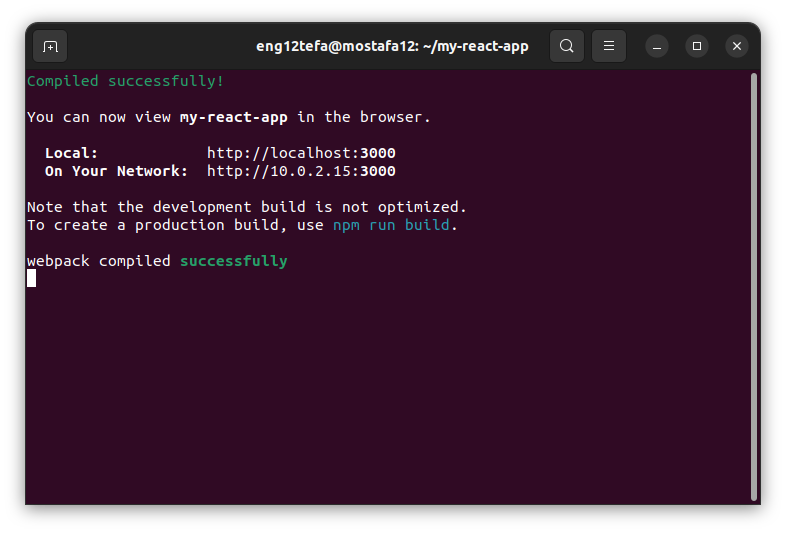 eng12tefa@mostafa12: ~/my-react-app
Compiled successfully!
You can now view my-react-app in the browser.
Local:            http://localhost:3000
On Your Network:  http://10.0.2.15:3000
Note that the development build is not optimized.
To create a production build, use npm run build.
webpack compiled successfully